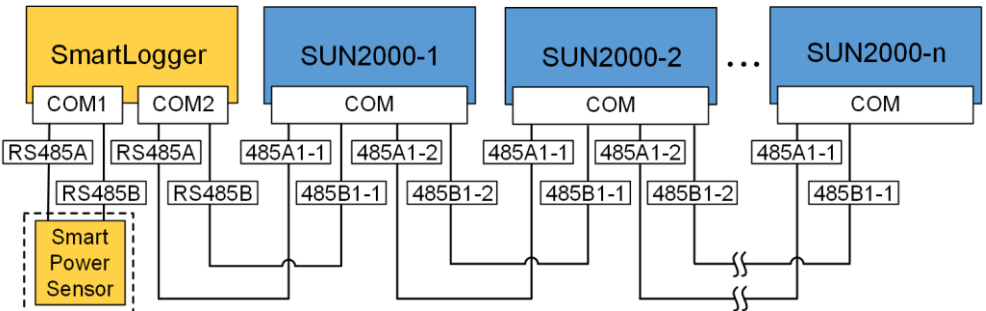 SmartLogger
SUN2000-1
SUN2000-2
...
SUN2000-n
COM1
COM2
COM
COM
COM
RS485A
RS485A
485A1-1
485A1-2
485A1-1
485A1-2
485A1-1
RS485B
RS485B
485B1-1
485B1-2
485B1-1
485B1-2
485B1-1
Smart
Power
Sensor